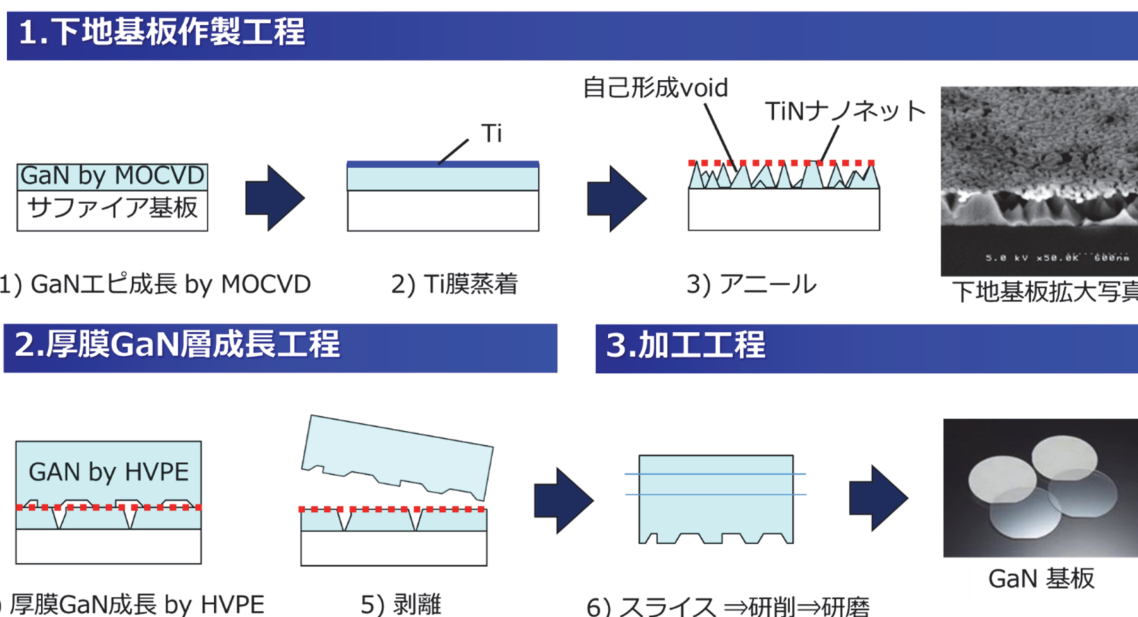 1.下地基板作製工程
自己形成void
TiNナノネット
Ti
GaN by MOCVD
サファイア基板
5.0 kV x50.0K 600nm
1) GaNエピ成長 by MOCVD
2) Ti膜蒸着
3) アニール
下地基板拡大写真
2.厚膜GaN層成長工程
3.加工工程
GAN by HVPE
GaN 基板
) 厚膜GaN成長 by HVPE
5) 剥離
6) スライス ⇒研削⇒研磨